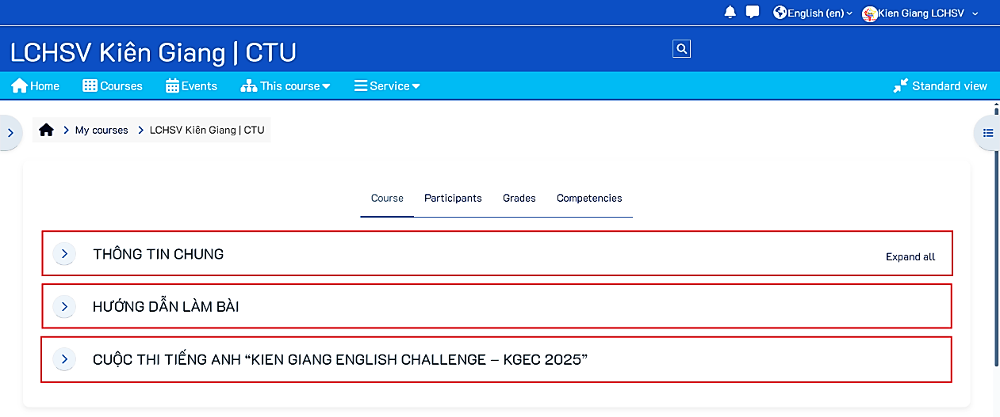 English (en) Kien Giang LCHSV
LCHSV Kiên Giang | CTU
Home Courses Events This course Service Standard view
My courses LCHSV Kiên Giang | CTU
Course Participants Grades Competencies
THÔNG TIN CHUNG
Expand all
HƯỚNG DẪN LÀM BÀI
CUỘC THI TIẾNG ANH “KIEN GIANG ENGLISH CHALLENGE – KGEC 2025”